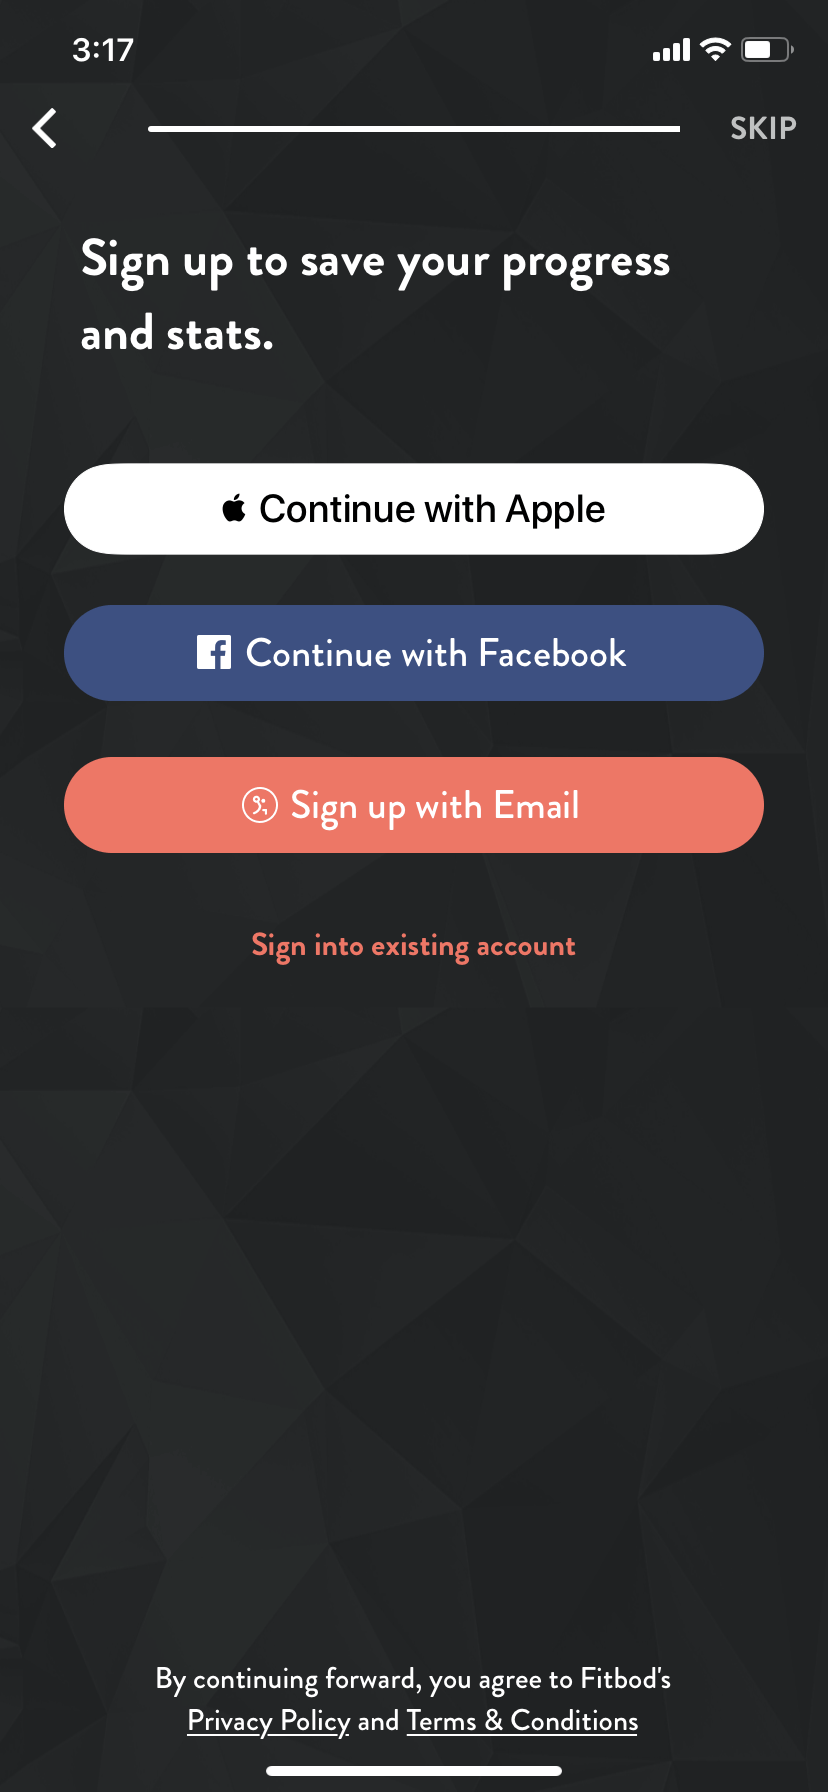 3:17
SKIP
Sign up to save your progress
and stats.
Continue with Apple
Continue with Facebook
Sign up with Email
Sign into existing account
By continuing forward, you agree to Fitbod's
Privacy Policy and Terms & Conditions